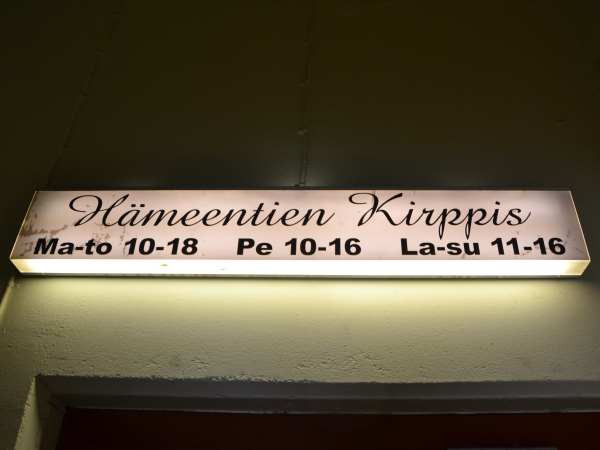 Hämeentien Kirppis
Ma-to 10-18 Pe 10-16 La-su 11-16